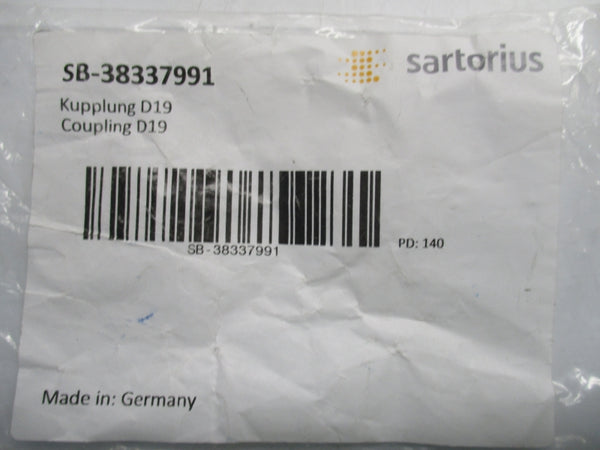 sartorius
SB-38337991
Kupplung D19
Coupling D19
SB-38337991
PD: 140
Made in: Germany